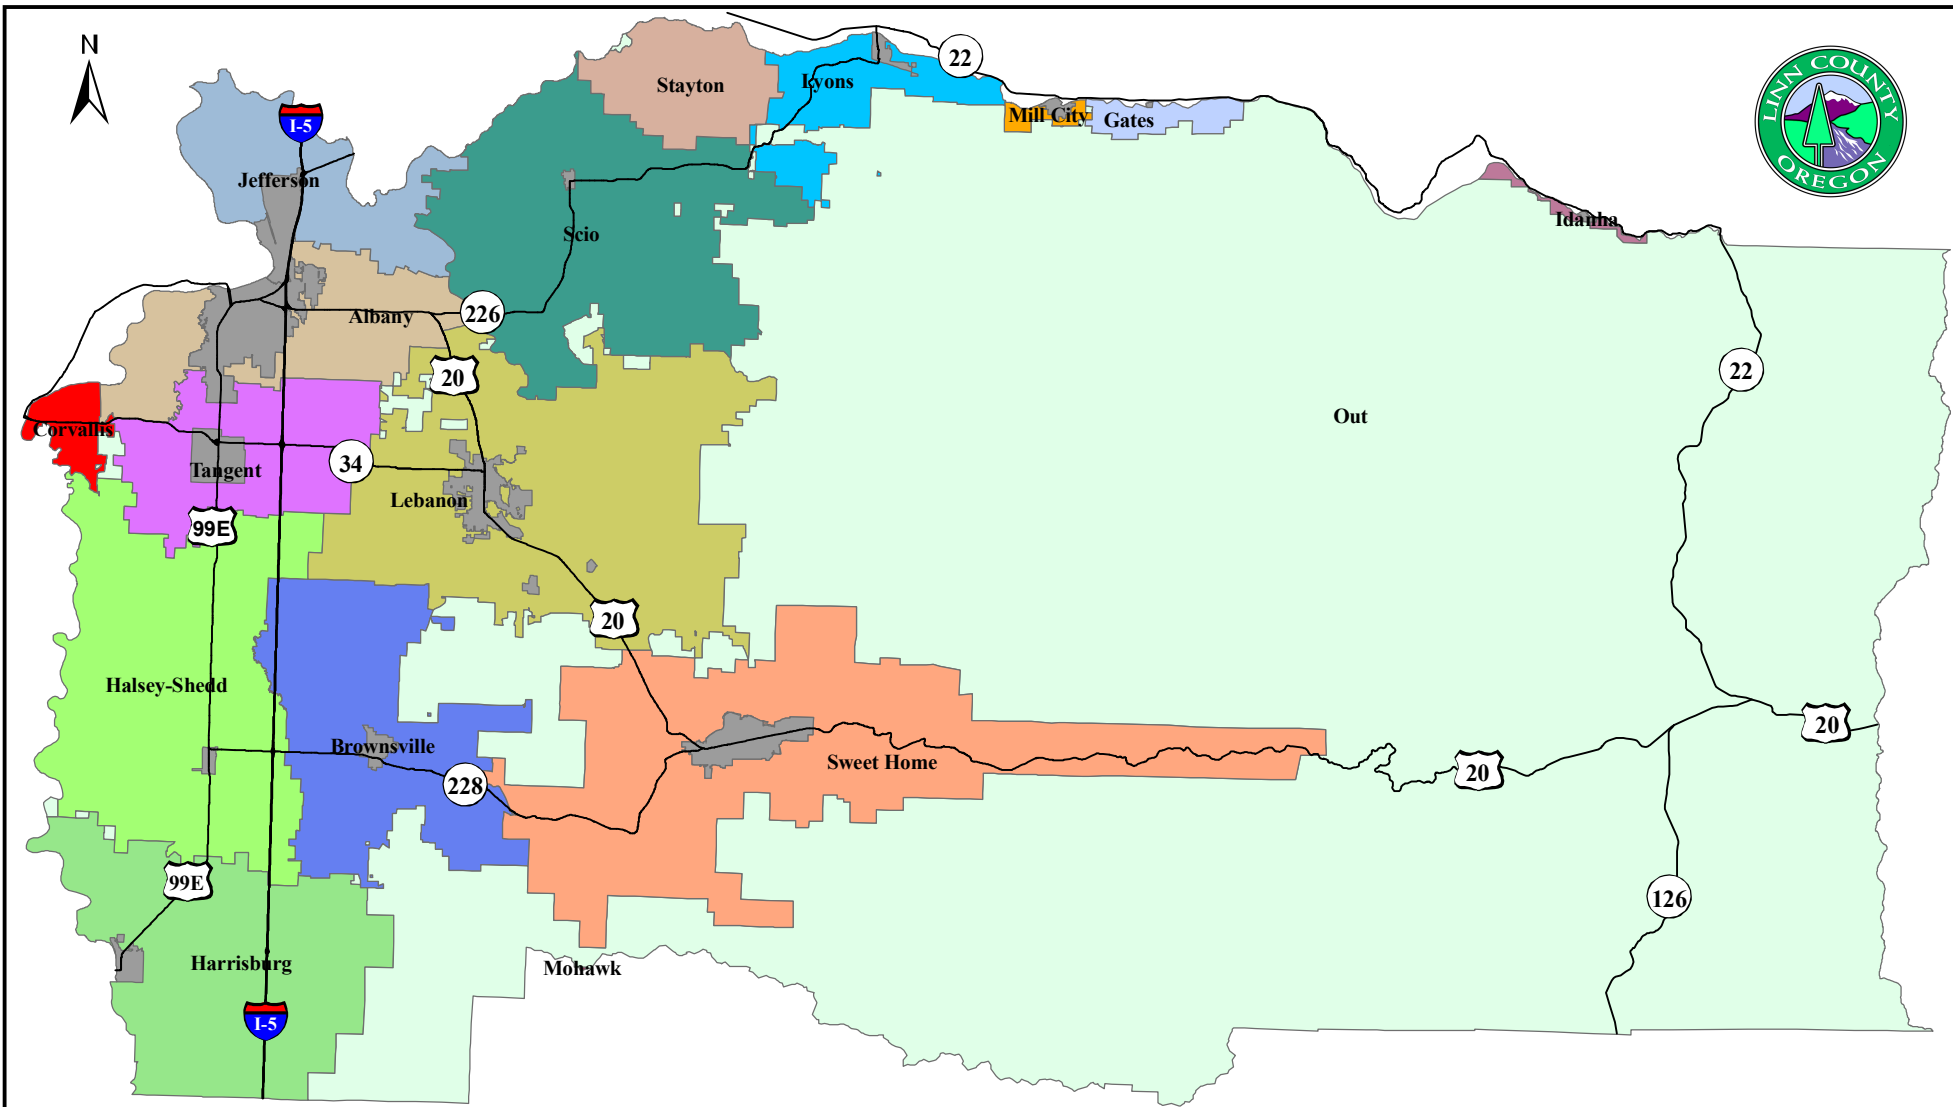 N
22
Stayton
Lyons
LINN COUNTY
OREGON
I-5
Mill City
Gates
Jefferson
Idanha
Scio
Albany
226
20
22
Out
Corvallis
Tangent
34
Lebanon
99E
20
Halsey-Shedd
Brownsville
228
Sweet Home
20
20
99E
126
Harrisburg
Mohawk
I-5